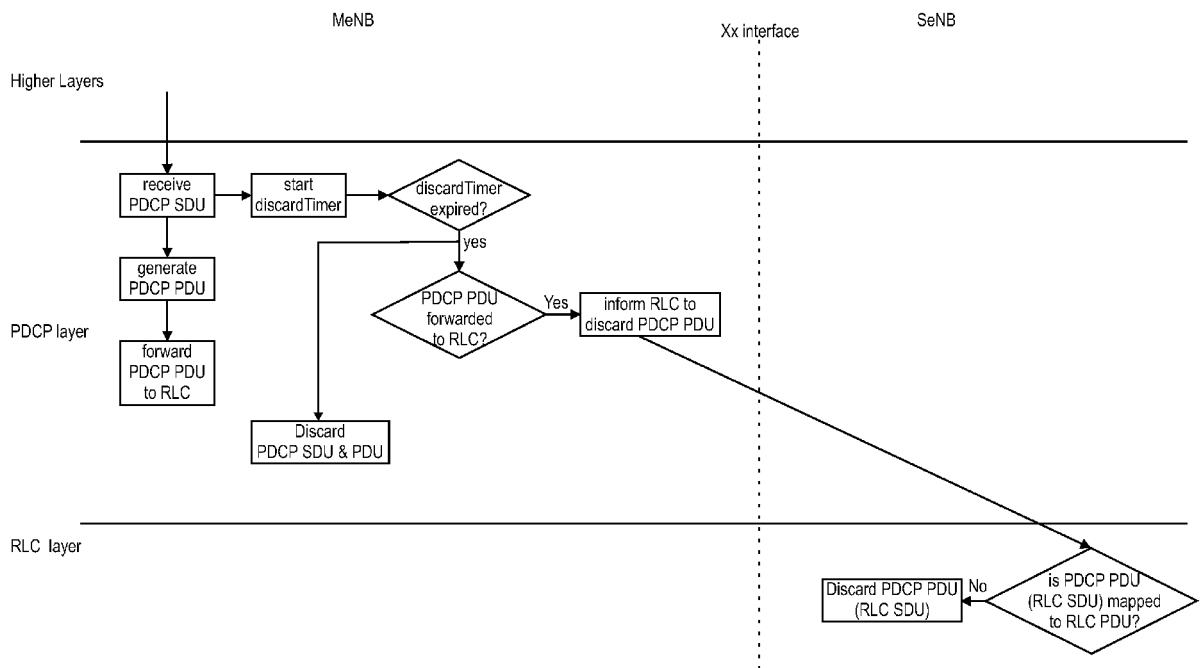 MeNB
SeNB
Xx interface
Higher Layers
receive
PDCP SDU
start
discardTimer
discardTimer
expired?
yes
generate
PDCP PDU
PDCP PDU
forwarded
to RLC?
Yes
inform RLC to
discard PDCP PDU
PDCP layer
forward
PDCP PDU
to RLC
Discard
PDCP SDU & PDU
RLC layer
is PDCP PDU
(RLC SDU) mapped
to RLC PDU?
No
Discard PDCP PDU
(RLC SDU)